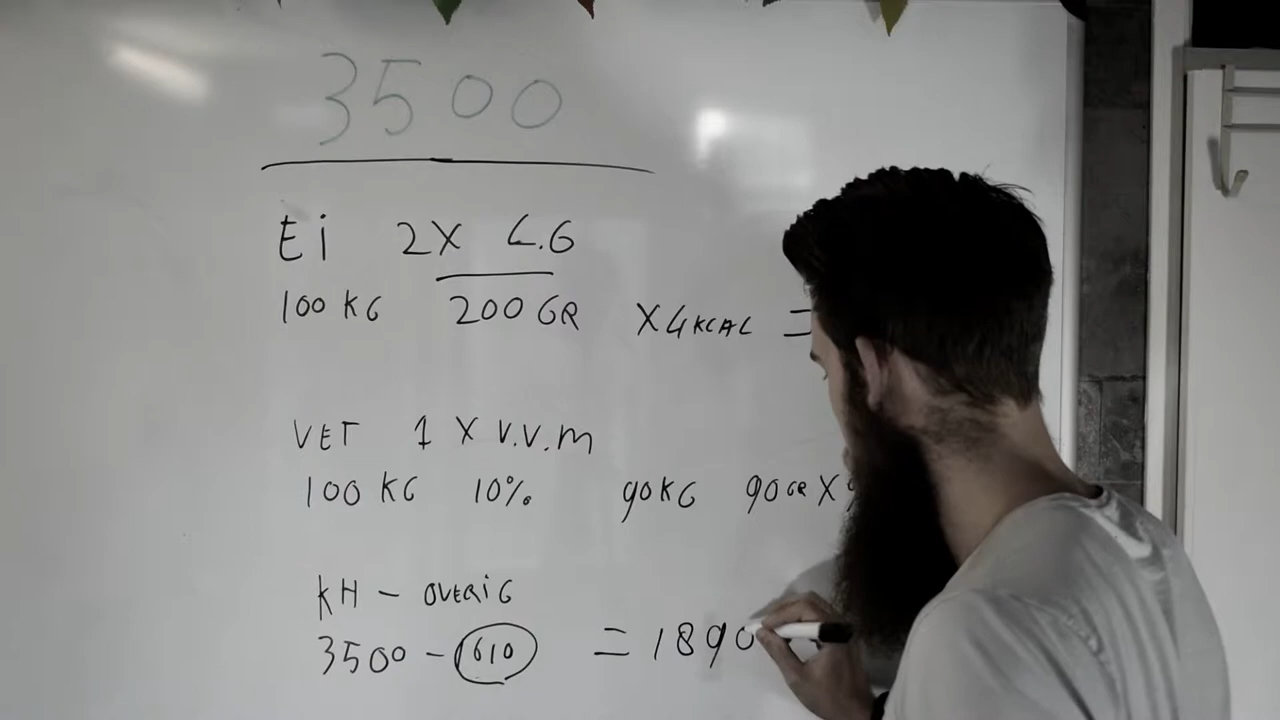 3500
Ei 2X L.G
100 KG 200 GR X4KCAL =
VET 1 X V.V.M
100 KG 10% 90KG 90GR X 9
KH - OVERIG
3500 - 1610 = 1890